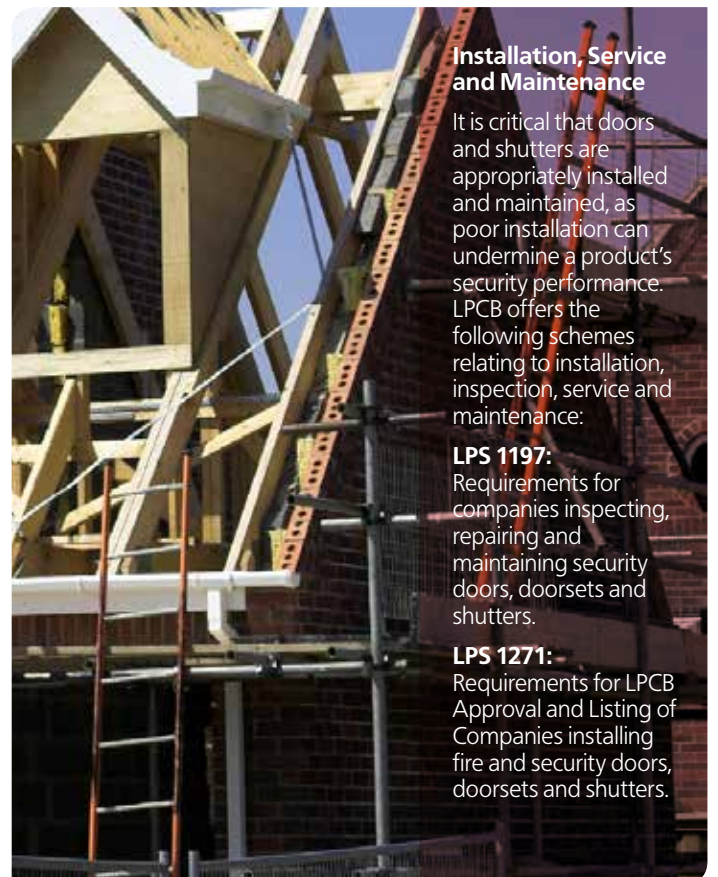 Installation, Service
and Maintenance
It is critical that doors
and shutters are
appropriately installed
and maintained, as
poor installation can
undermine a product's
security performance.
LPCB offers the
following schemes
relating to installation,
inspection, service and
maintenance:
LPS 1197:
Requirements for
companies inspecting,
repairing and
maintaining security
doors, doorsets and
shutters.
LPS 1271:
Requirements for LPCB
Approval and Listing of
Companies installing
fire and security doors,
doorsets and shutters.